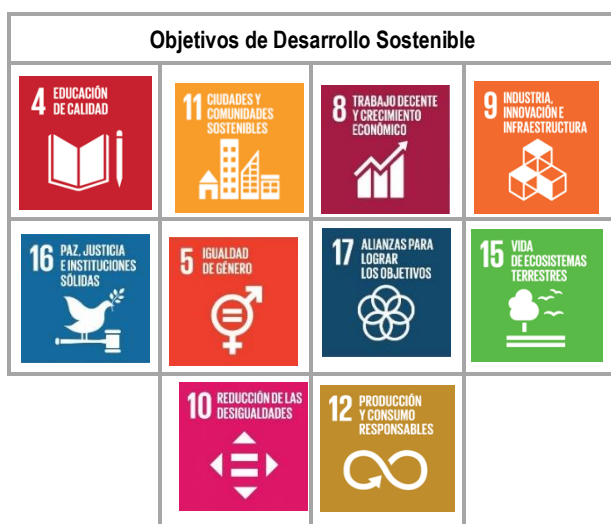 Objetivos de Desarrollo Sostenible
4 EDUCACIÓN
DE CALIDAD
11 CIUDADES Y
COMUNIDADES
SOSTENIBLES
8 TRABAJO DECENTE
Y CRECIMIENTO
ECONÓMICO
9 INDUSTRIA,
INNOVACIÓN E
INFRAESTRUCTURA
16 PAZ, JUSTICIA
E INSTITUCIONES
SÓLIDAS
5 IGUALDAD
DE GÉNERO
17 ALIANZAS PARA
LOGRAR
LOS OBJETIVOS
15 VIDA
DE ECOSISTEMAS
TERRESTRES
10 REDUCCIÓN DE LAS
DESIGUALDADES
12 PRODUCCIÓN
Y CONSUMO
RESPONSABLES